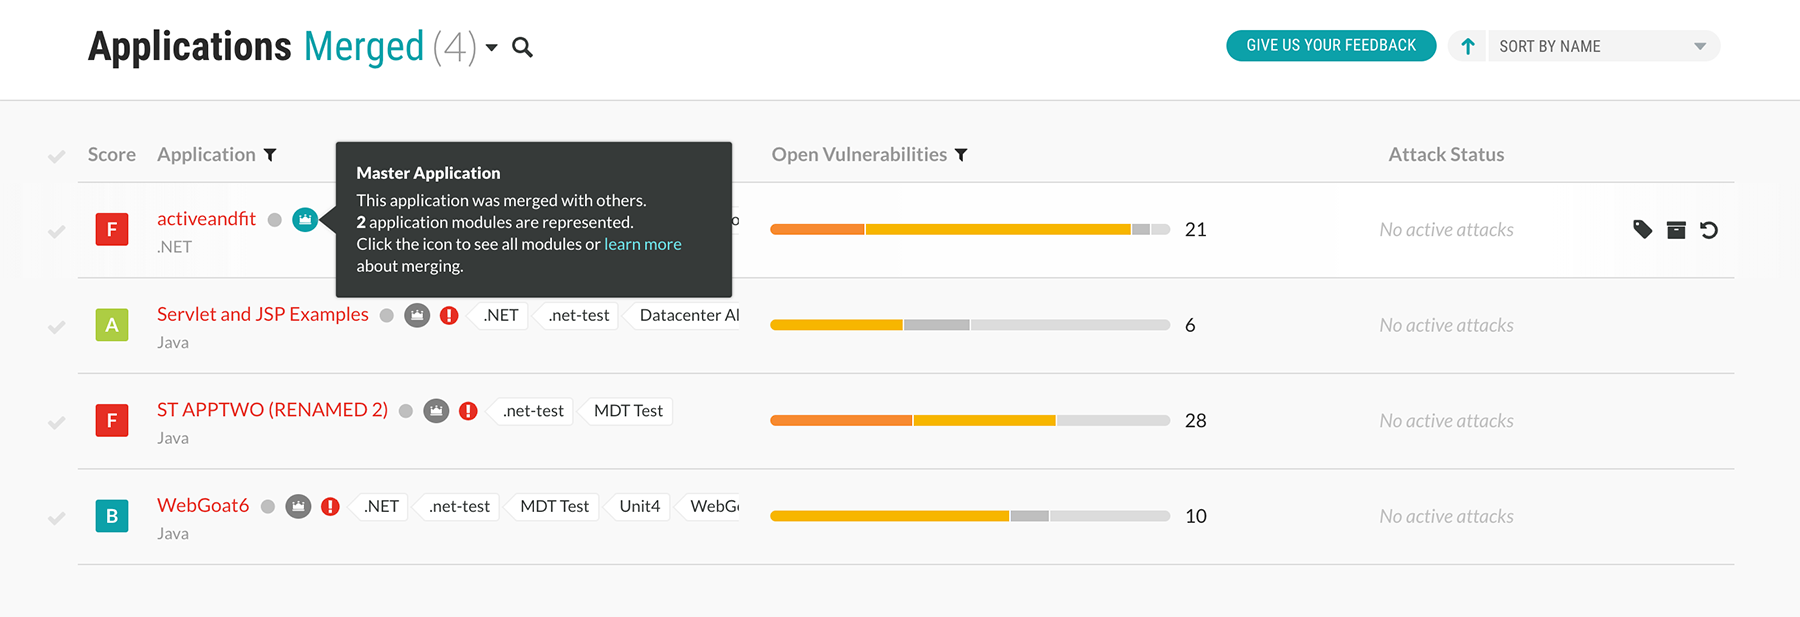 Applications Merged (4)
GIVE US YOUR FEEDBACK
SORT BY NAME
Score Application Open Vulnerabilities Attack Status
Master Application
This application was merged with others.
2 application modules are represented.
Click the icon to see all modules or learn more
about merging.
F activeandfit 21 No active attacks
.NET
A Servlet and JSP Examples .NET .net-test Datacenter 6 No active attacks
Java
F ST APPTWO (RENAMED 2) .net-test MDT Test 28 No active attacks
Java
B WebGoat6 .NET .net-test MDT Test Unit4 10 No active attacks
Java